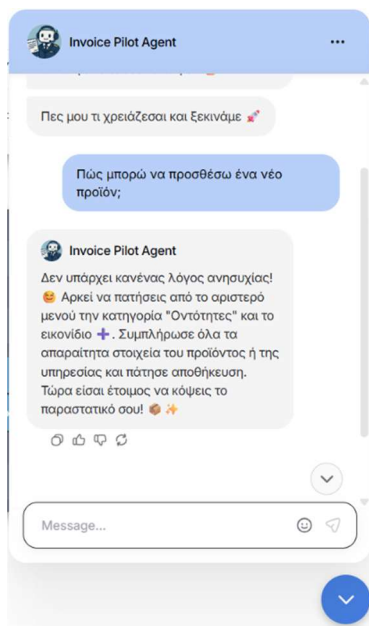 Invoice Pilot Agent
Πες μου τι χρειάζεσαι και ξεκινάμε 🚀
Πώς μπορώ να προσθέσω ένα νέο
προϊόν;
Invoice Pilot Agent
Δεν υπάρχει κανένας λόγος ανησυχίας!
😆 Αρκεί να πατήσεις από το αριστερό
μενού την κατηγορία "Οντότητες" και το
εικονίδιο ➕. Συμπλήρωσε όλα τα
απαραίτητα στοιχεία του προϊόντος ή της
υπηρεσίας και πάτησε αποθήκευση.
Τώρα είσαι έτοιμος να κόψεις το
παραστατικό σου! 📦 ✨
Message...